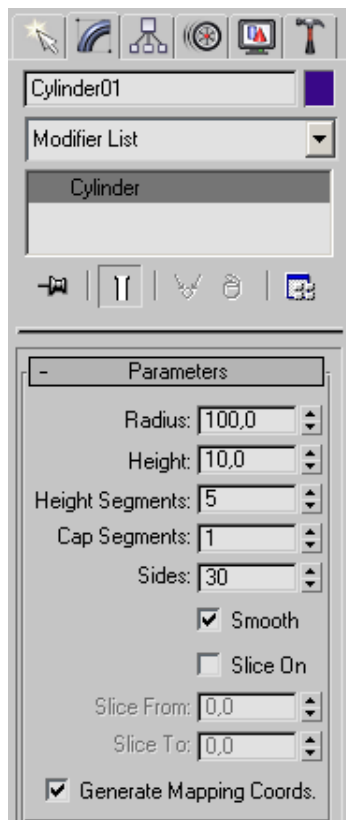 Cylinder01
Modifier List
Cylinder
- Parameters
Radius: 100,0
Height: 10,0
Height Segments: 5
Cap Segments: 1
Sides: 30
Smooth
Slice On
Slice From: 0,0
Slice To: 0,0
Generate Mapping Coords.